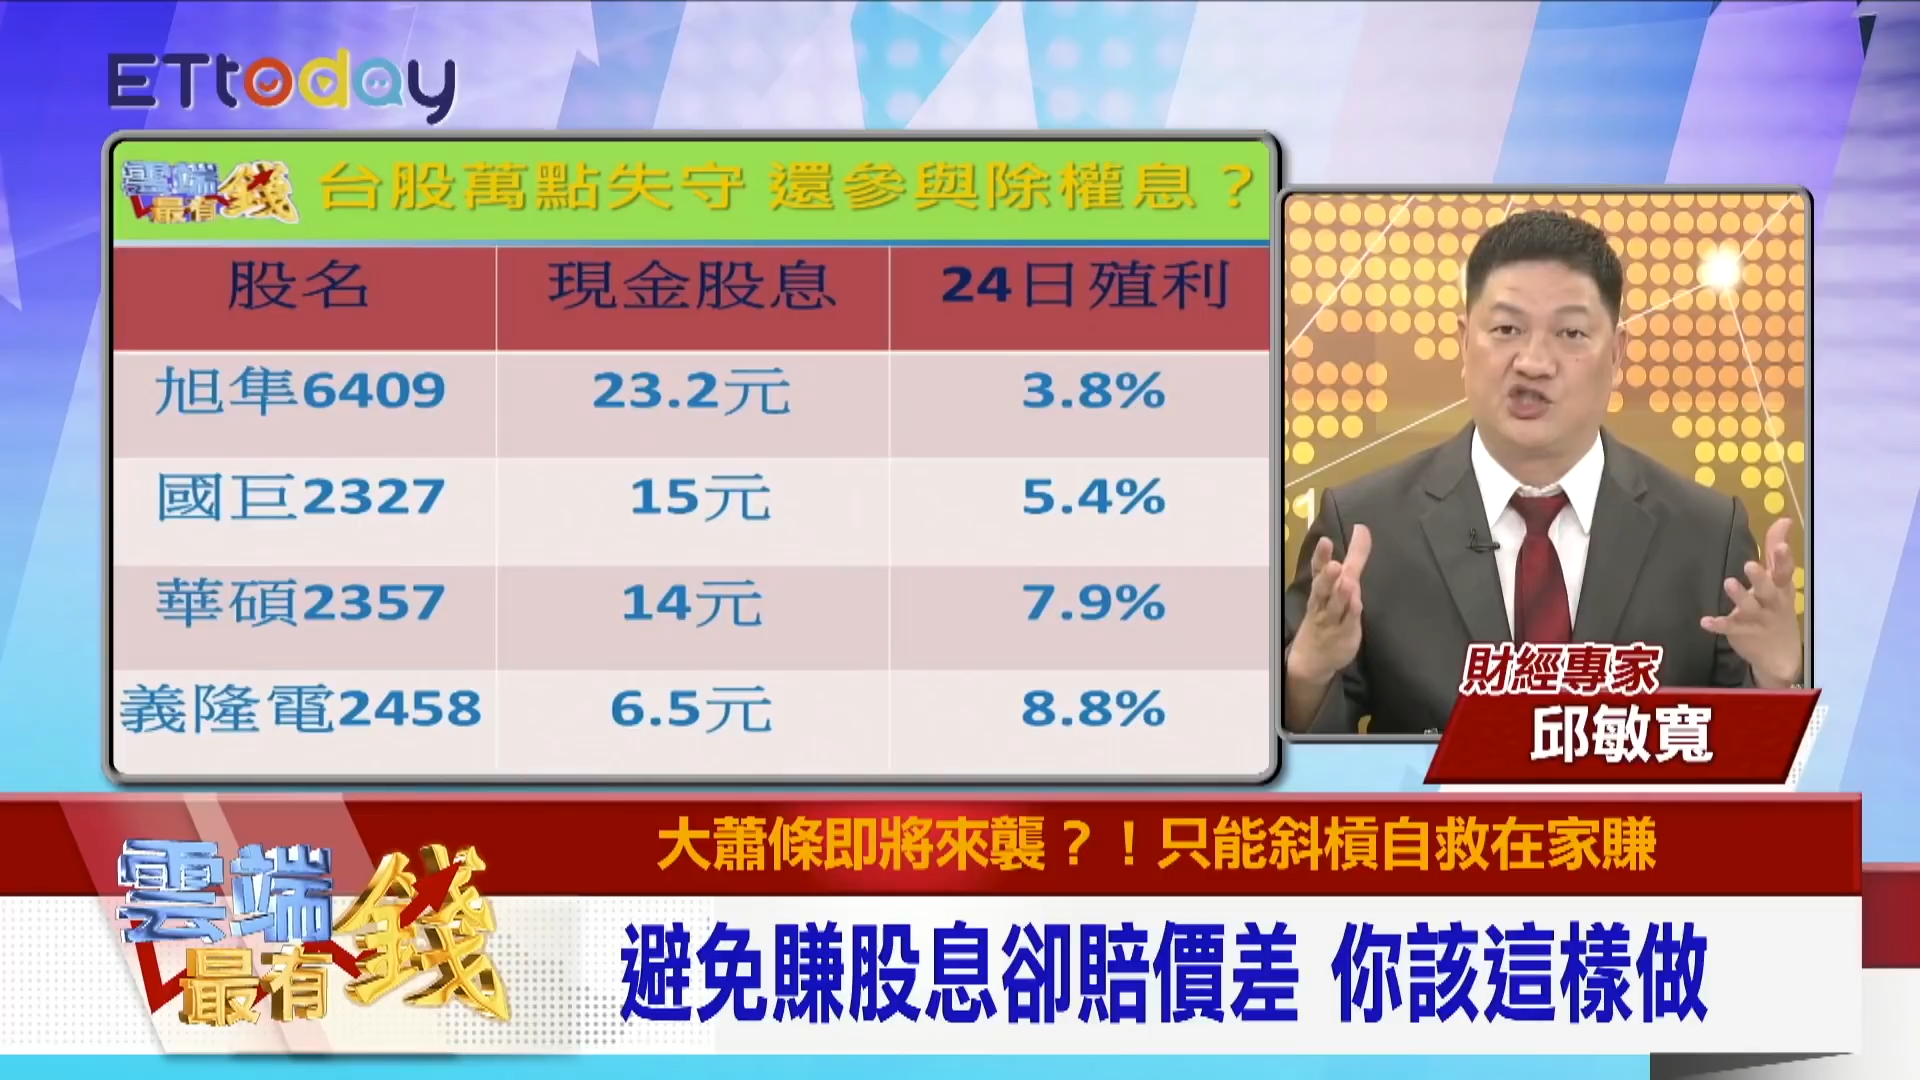 ETtoday
雲端最有錢 台股萬點失守 還參與除權息？
股名 現金股息 24日殖利
旭隼6409 23.2元 3.8%
國巨2327 15元 5.4%
華碩2357 14元 7.9%
義隆電2458 6.5元 8.8%
財經專家
邱敏寬
大蕭條即將來襲？！只能斜槓自救在家賺
雲端最有錢
避免賺股息卻賠價差 你該這樣做